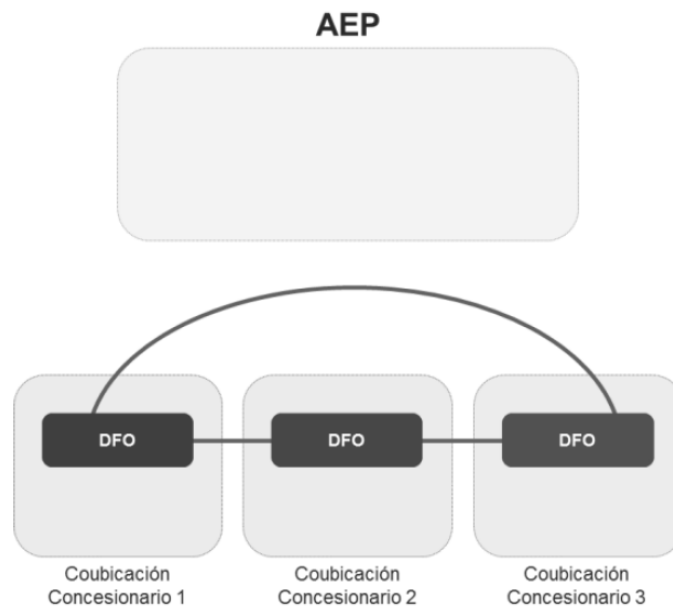 AEP
DFO
DFO
DFO
Coubicación
Concesionario 1
Coubicación
Concesionario 2
Coubicación
Concesionario 3